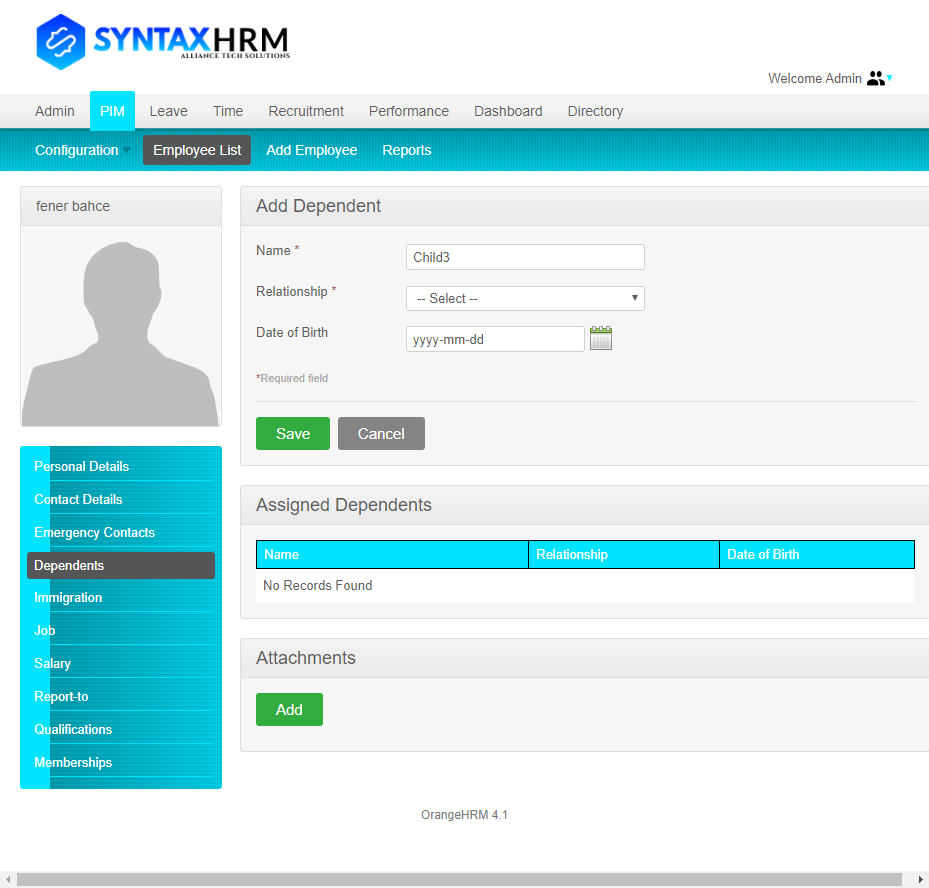 SYNTAXHRM
ALLIANCE TECH SOLUTIONS
Welcome Admin
Admin PIM Leave Time Recruitment Performance Dashboard Directory
Configuration Employee List Add Employee Reports
fener bahce
Add Dependent
Name *
Child3
Relationship *
-- Select --
Date of Birth
yyyy-mm-dd
*Required field
Save Cancel
Personal Details
Contact Details
Emergency Contacts
Dependents
Immigration
Job
Salary
Report-to
Qualifications
Memberships
Assigned Dependents
Name Relationship Date of Birth
No Records Found
Attachments
Add
OrangeHRM 4.1